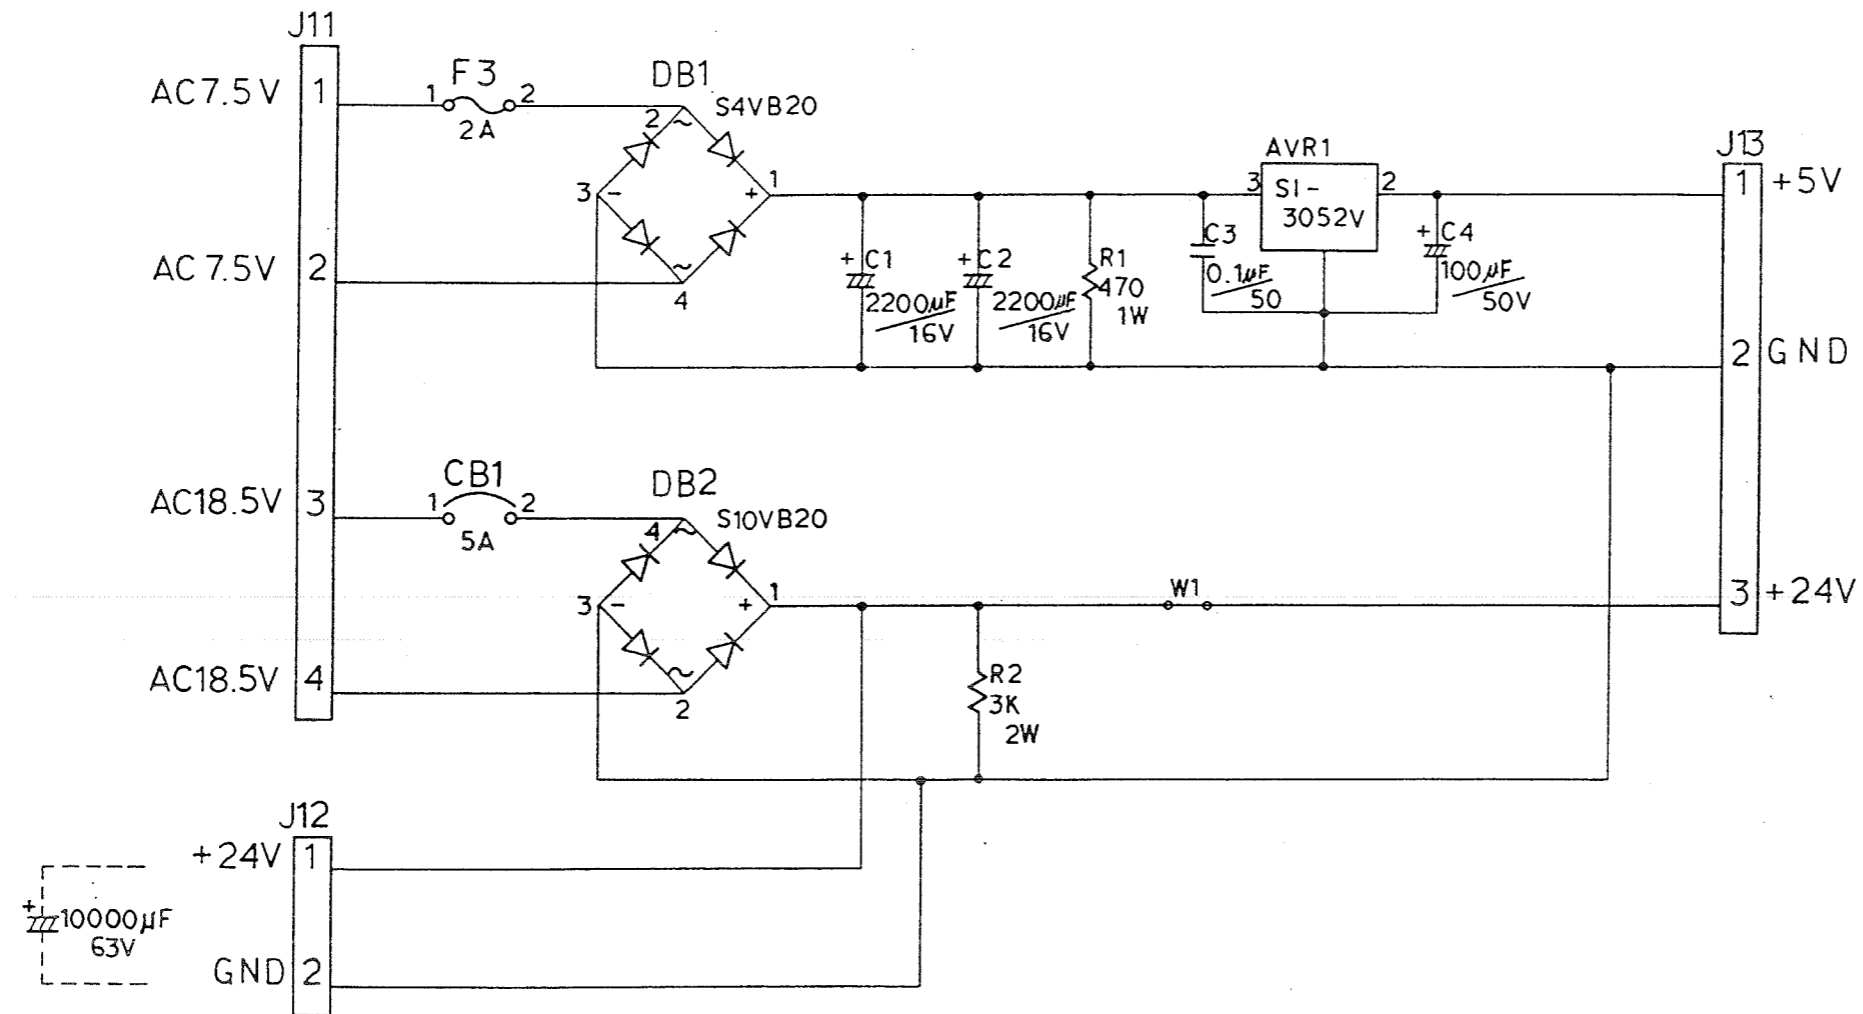 J11
AC7.5V 1
1 F3 2
2A
DB1
S4VB20
2 ~
3 - + 1
~
4
AC 7.5V 2
+ C1
2200µF
16V
+ C2
2200µF
16V
R1
470
1W
C3
0.1µF
50
AVR1
3 SI- 2
3052V
+ C4
100µF
50V
J13
1 +5V
2 GND
3 +24V
AC18.5V 3
CB1
1 2
5A
DB2
S10VB20
4 ~
3 - + 1
~
2
W1
AC18.5V 4
R2
3K
2W
J12
+24V 1
+
10000µF
63V
GND 2